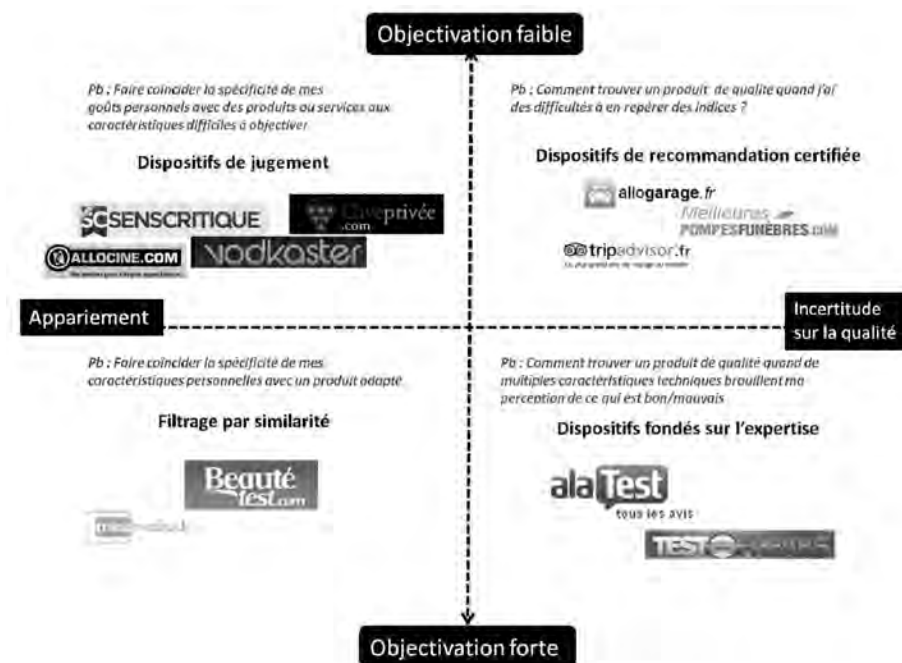 Objectivation faible
Pb : Faire coïncider la spécificité de mes
goûts personnels avec des produits ou services aux
caractéristiques difficiles à objectiver
Dispositifs de jugement
SC SENSCRITIQUE
privée
.com
ALLOCINE.COM
vodkaster
Pb : Comment trouver un produit de qualité quand j'ai
des difficultés à en repérer des indices ?
Dispositifs de recommandation certifiée
allogarage.fr
Meilleures
POMPESFUNÈBRES.COM
tripadvisor.fr
Appariement
Incertitude
sur la qualité
Pb : Faire coïncider la spécificité de mes
caractéristiques personnelles avec un produit adapté
Filtrage par similarité
Beauté
test.com
Pb : Comment trouver un produit de qualité quand de
multiples caractéristiques techniques brouillent ma
perception de ce qui est bon/mauvais
Dispositifs fondés sur l'expertise
alaTest
tous les avis
TEST
Objectivation forte